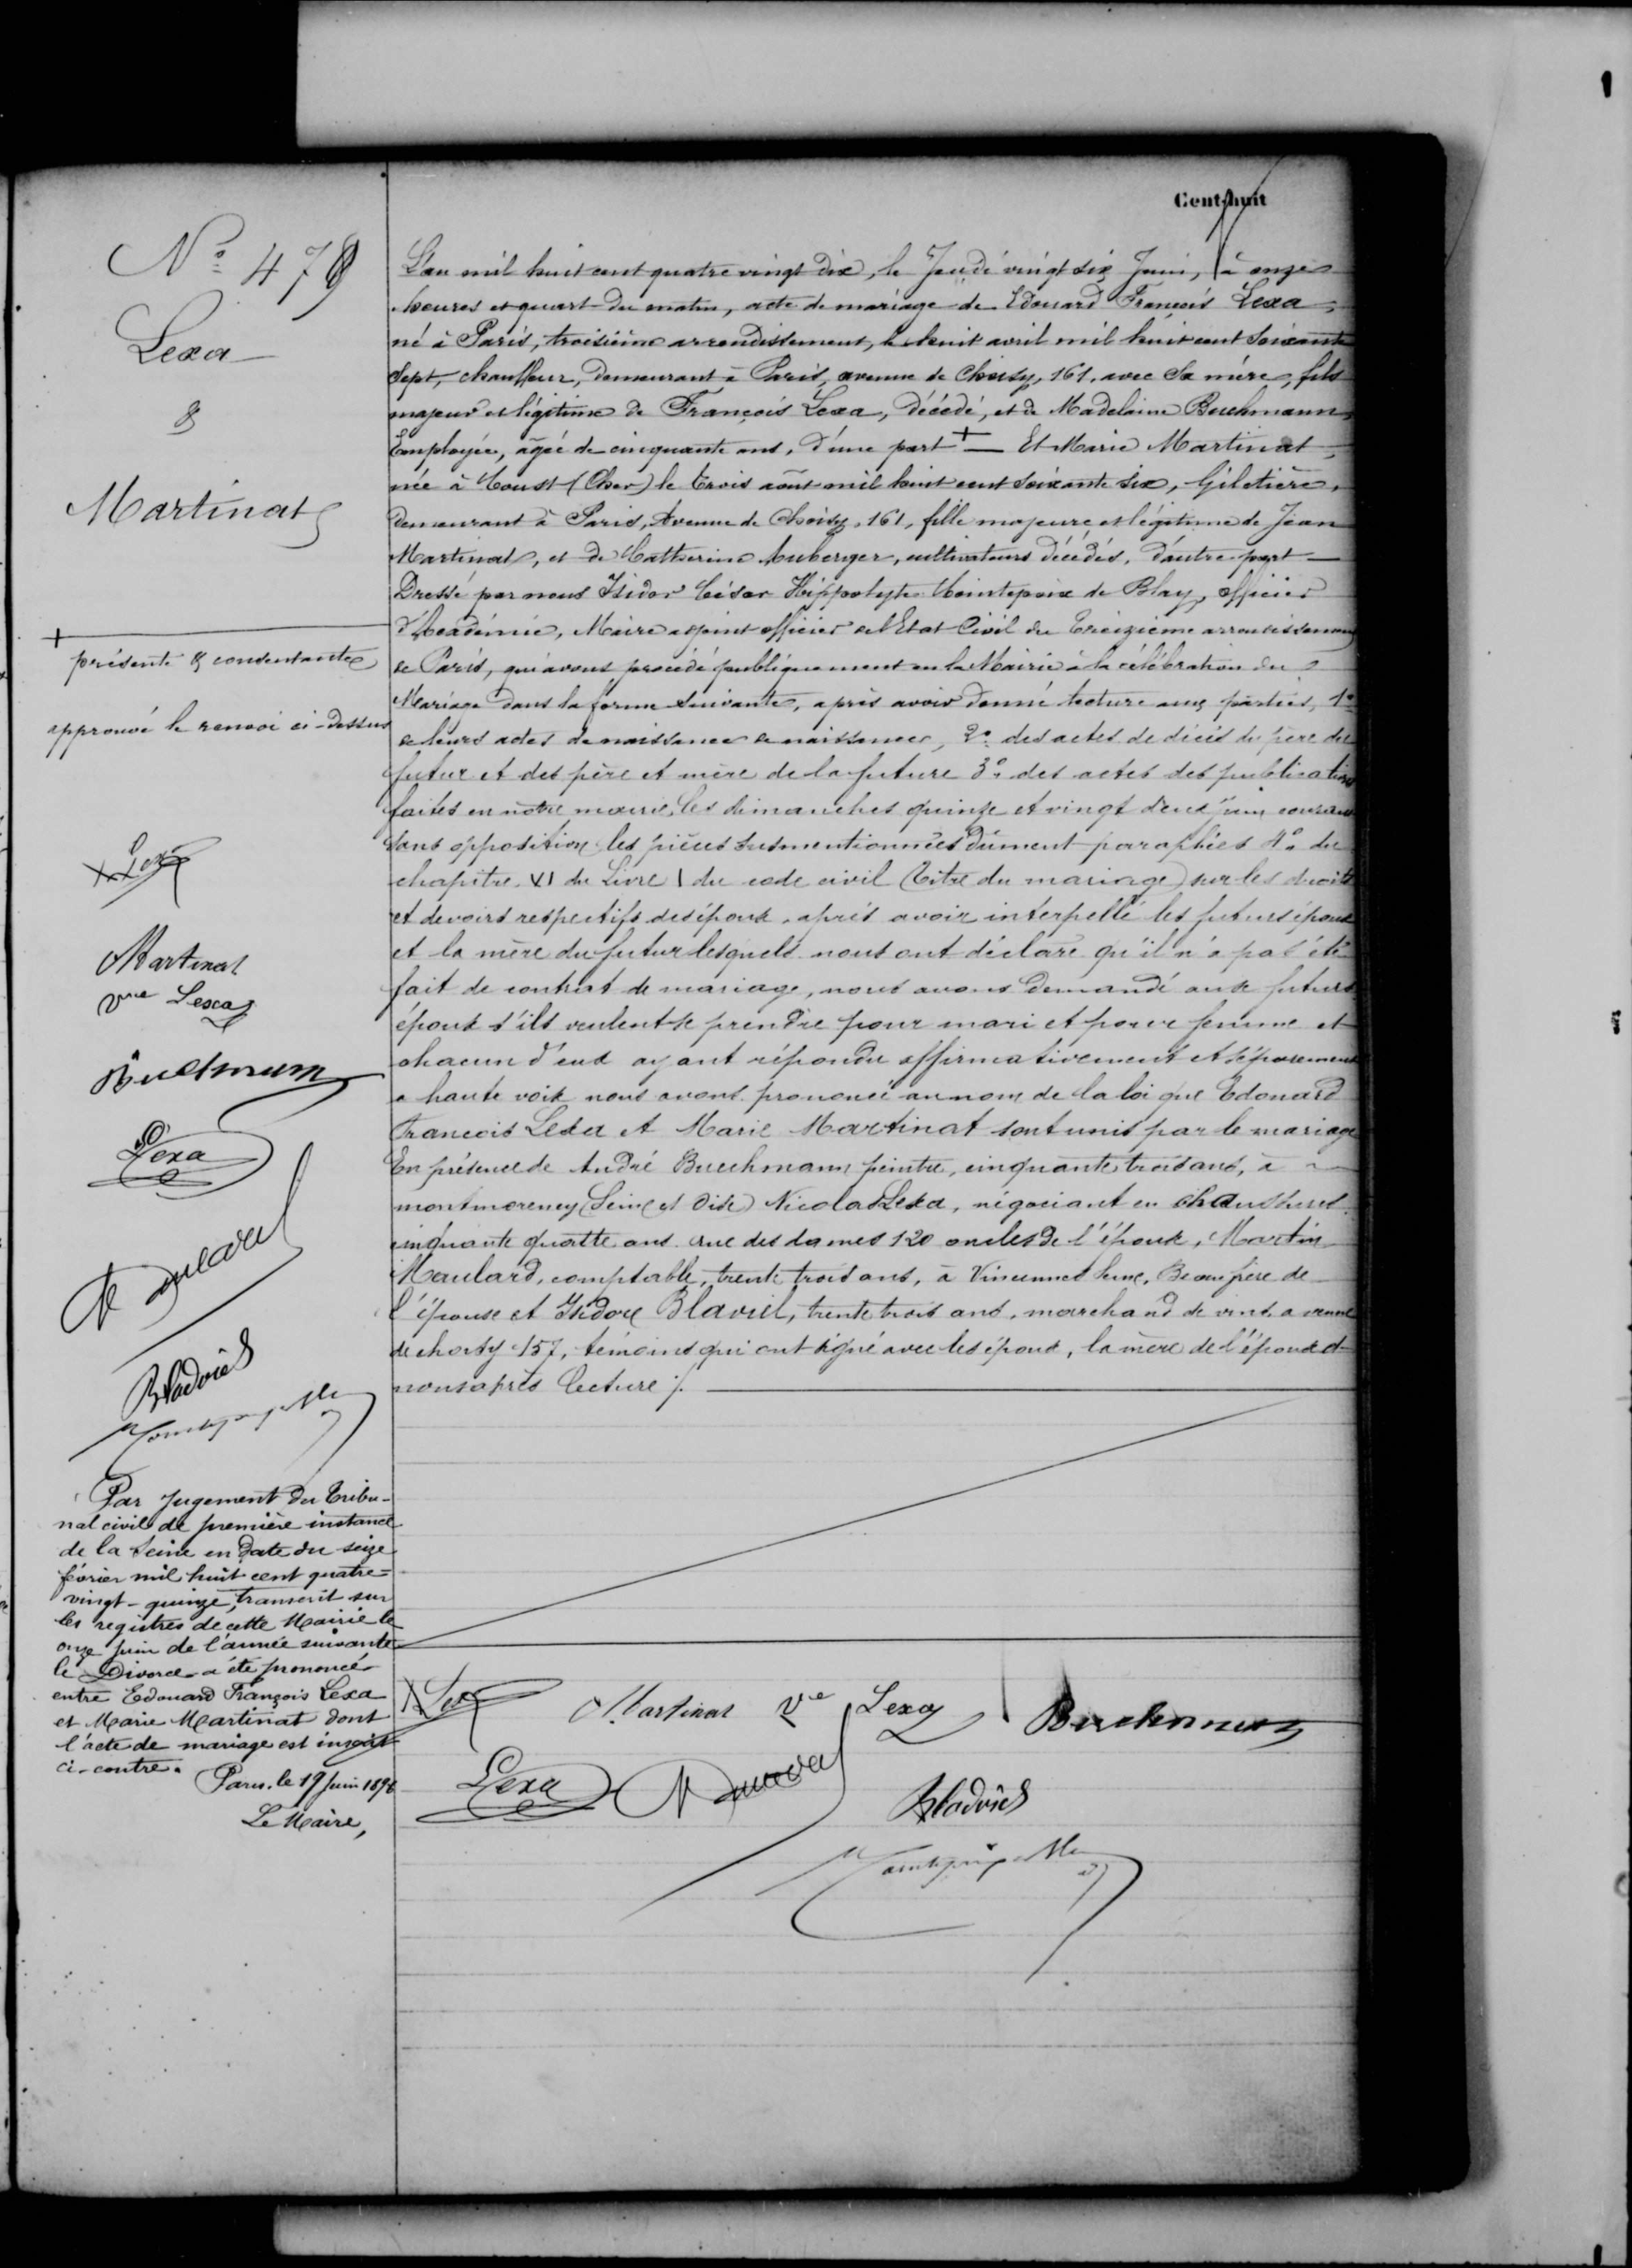 Cent-huit
N° 479
Lexa
&
Martinat
L'an mil huit cent quatre vingt dix, le Jeudi vingt six Juin, à onze
heures et quart du matin, acte de mariage de Edouard François Lexa,
né à Paris, troisième arrondissement, le huit avril mil huit cent soixante
sept, chauffeur, demeurant à Paris, avenue de Choisy, 161, avec sa mère, fils
majeur et légitime de François Lexa, décédé, et de Madelaine Buchmann,
Employée, agée de cinquante ans, d'une part + — Et Marie Martinat,
née à Coust (Cher) le trois août mil huit cent soixante six, Giletière,
demeurant à Paris, Avenue de Choisy, 161, fille majeure et légitime de Jean
Martinat, et de Catherine Auberger, cultivateurs décédés, d'autre part —
Dressé par nous Isidor César Hippolyte de Blay, officier
d'Académie, Maire adjoint officier de l'Etat Civil du Treizième arrondissement
de Paris, qui avons procédé publiquement en la Mairie à la célébration du
Mariage dans la forme suivante, après avoir donné lecture aux parties, 1°
de leurs actes de naissance de naissance, 2° des actes de décès du père du
futur et des père et mère de la future 3° des actes des publications
faites en notre mairie, les dimanches quinze et vingt deux juin courant
sans opposition les pièces susmentionnées dûment paraphées 4° du
chapitre VI du Livre I du code civil (titre du mariage) sur les droits
et devoirs respectifs des époux, après avoir interpellé les futurs époux
et la mère du futur lesquels nous ont déclaré qu'il n'a pas été
fait de contrat de mariage, nous avons demandé aux futurs
époux s'ils veulent se prendre pour mari et pour femme et
chacun d'eux ayant répondu affirmativement et séparement
a haute voix nous avons prononcé au nom de la loi que Edouard
François Lexa et Marie Martinat sont unis par le mariage
En présence de André Buechmann peintre, cinquante trois ans, à
montmorency (Seine et Oise) Nicolas Lexa, négociant en chaussures
cinquante quatte ans rue des dames 120 oncles de l'époux, Martin
Maulard, comptable, trente trois ans, à Vincennes Seine, Beau frère de
l'épouse et Isidore Blaviel, trente trois ans, marchand de vins avenue
de choisy 157, témoins qui ont signé avec les époux, la mère de l'époux et
nous après lecture ./.
+
présente & consentante
approuvé le renvoi ci-dessus
Lexa
Martinat
Vve Lexa
Buchmann
Lexa
Par jugement du Tribu-
nal civil de première instance
de la Seine en date du seize
février mil huit cent quatre-
vingt-quinze, transcrit sur
les registres de cette Mairie le
onze juin de l'année suivante
le Divorce a été prononcé
entre Edouard François Lexa
et Marie Martinat dont
l'acte de mariage est inscrit
ci-contre.
Paris. le 19 Juin 1896
Le Maire,
Lexa Martinat Ve Lexa Buchmann
Lexa